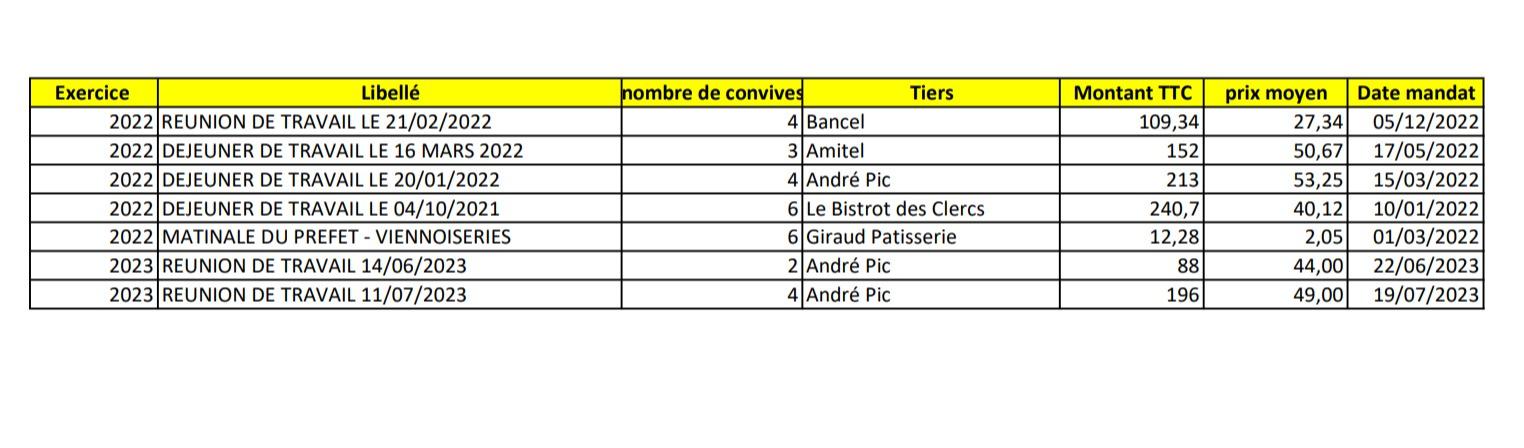 Exercice Libellé nombre de convives Tiers Montant TTC prix moyen Date mandat
2022 REUNION DE TRAVAIL LE 21/02/2022 4 Bancel 109,34 27,34 05/12/2022
2022 DEJEUNER DE TRAVAIL LE 16 MARS 2022 3 Amitel 152 50,67 17/05/2022
2022 DEJEUNER DE TRAVAIL LE 20/01/2022 4 André Pic 213 53,25 15/03/2022
2022 DEJEUNER DE TRAVAIL LE 04/10/2021 6 Le Bistrot des Clercs 240,7 40,12 10/01/2022
2022 MATINALE DU PREFET - VIENNOISERIES 6 Giraud Patisserie 12,28 2,05 01/03/2022
2023 REUNION DE TRAVAIL 14/06/2023 2 André Pic 88 44,00 22/06/2023
2023 REUNION DE TRAVAIL 11/07/2023 4 André Pic 196 49,00 19/07/2023